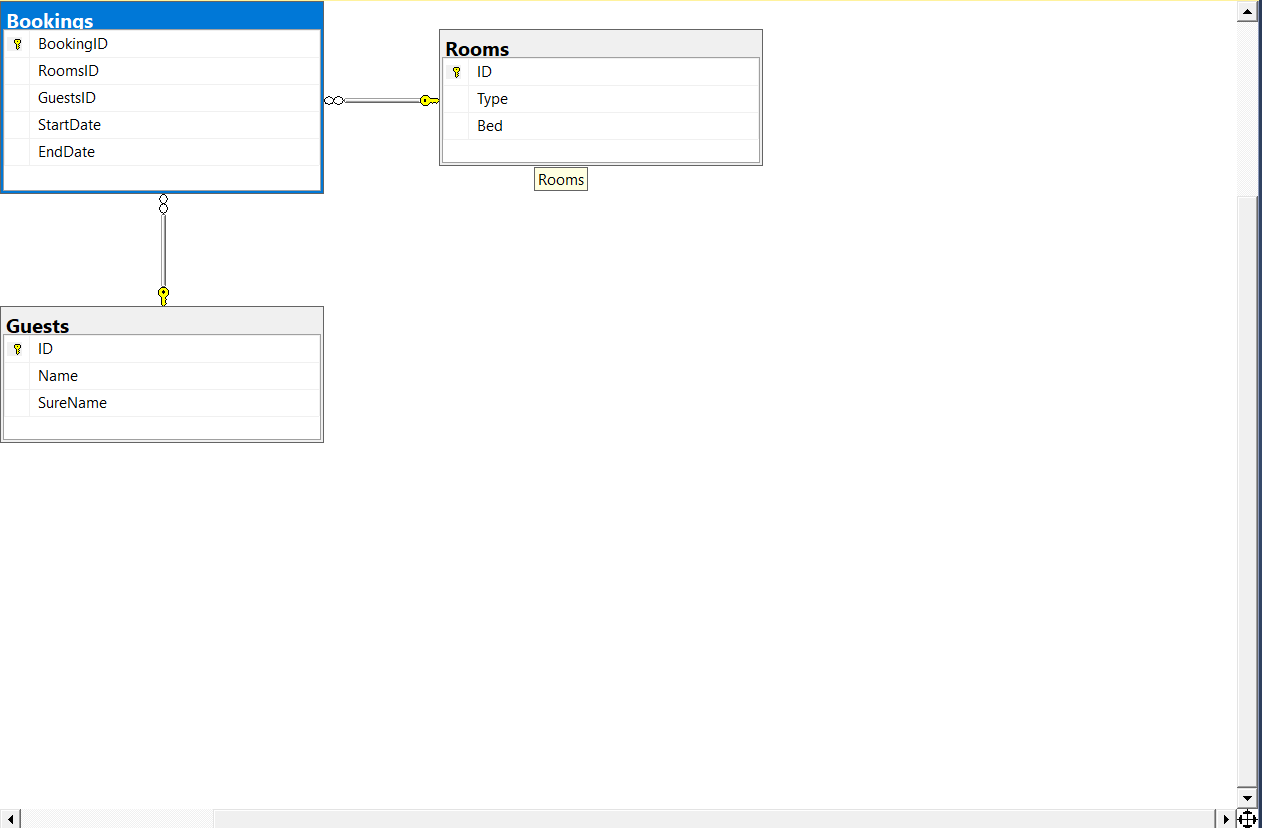 Bookings
BookingID
RoomsID
GuestsID
StartDate
EndDate
Rooms
ID
Type
Bed
Rooms
Guests
ID
Name
SureName